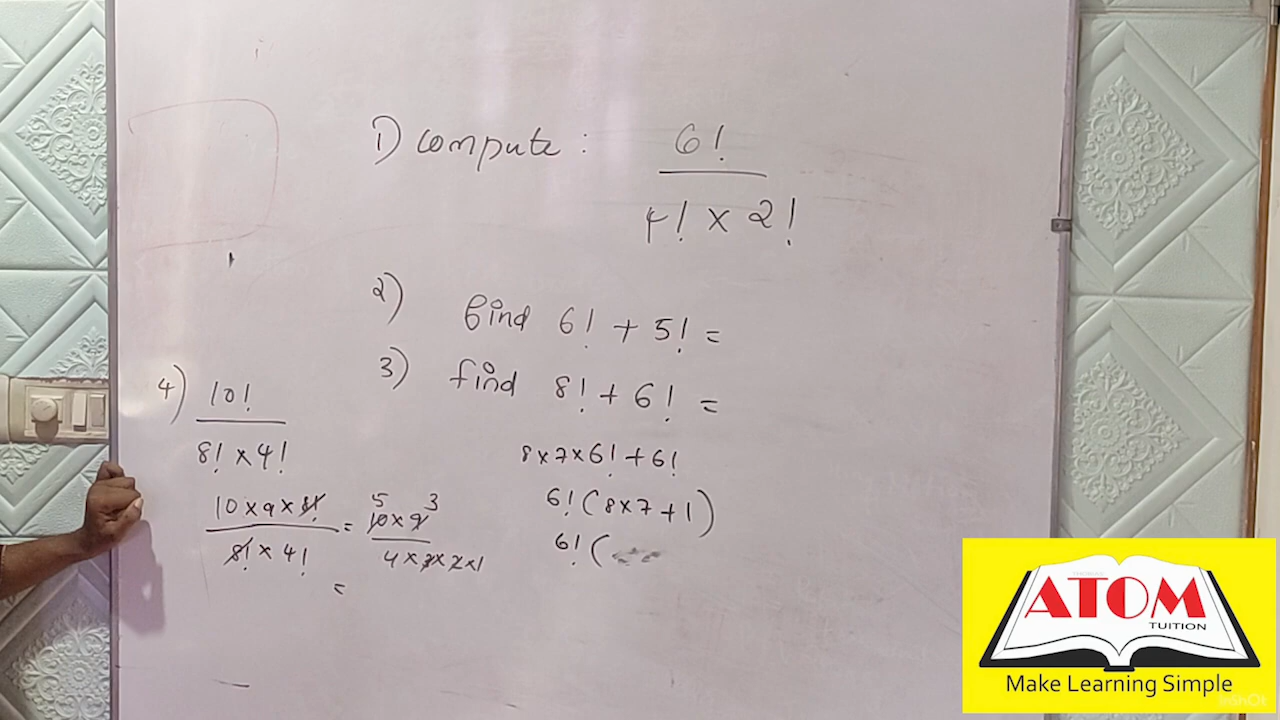 1) compute : 6!
4! × 2!
2) find 6! + 5! =
3) find 8! + 6! =
8×7×6! + 6!
6! (8×7+1)
6! (
4) 10!
8! × 4!
10×9×8! = 10×9 5 3
8! × 4! 4×3×2×1
=
ATOM
TUITION
Make Learning Simple